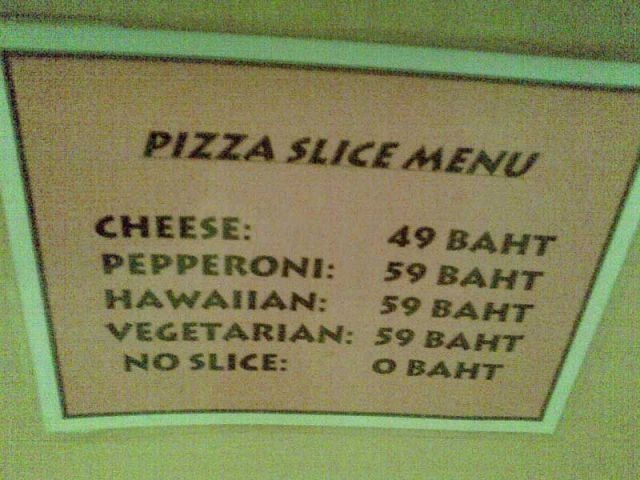 PIZZA SLICE MENU
CHEESE: 49 BAHT
PEPPERONI: 59 BAHT
HAWAIIAN: 59 BAHT
VEGETARIAN: 59 BAHT
NO SLICE: 0 BAHT